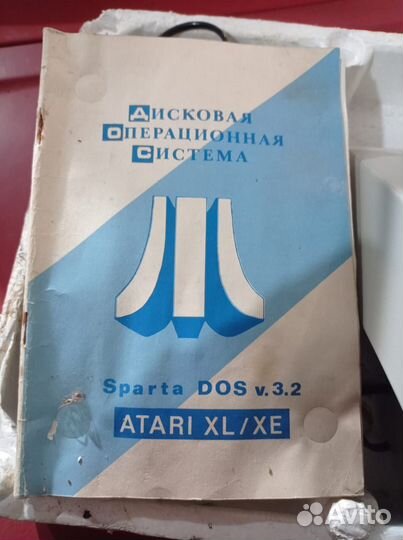 ДИСКОВАЯ
ОПЕРАЦИОННАЯ
СИСТЕМА
Sparta DOS v.3.2
ATARI XL/XE
Avito